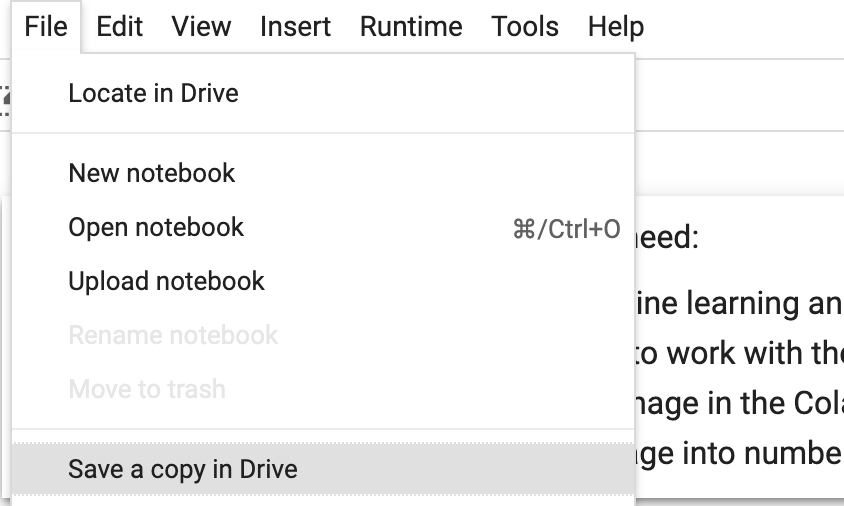 File Edit View Insert Runtime Tools Help
Locate in Drive
New notebook
Open notebook ⌘/Ctrl+O
need:
Upload notebook
ine learning an
Rename notebook
to work with the
Move to trash
nage in the Cola
Save a copy in Drive
ge into numbe